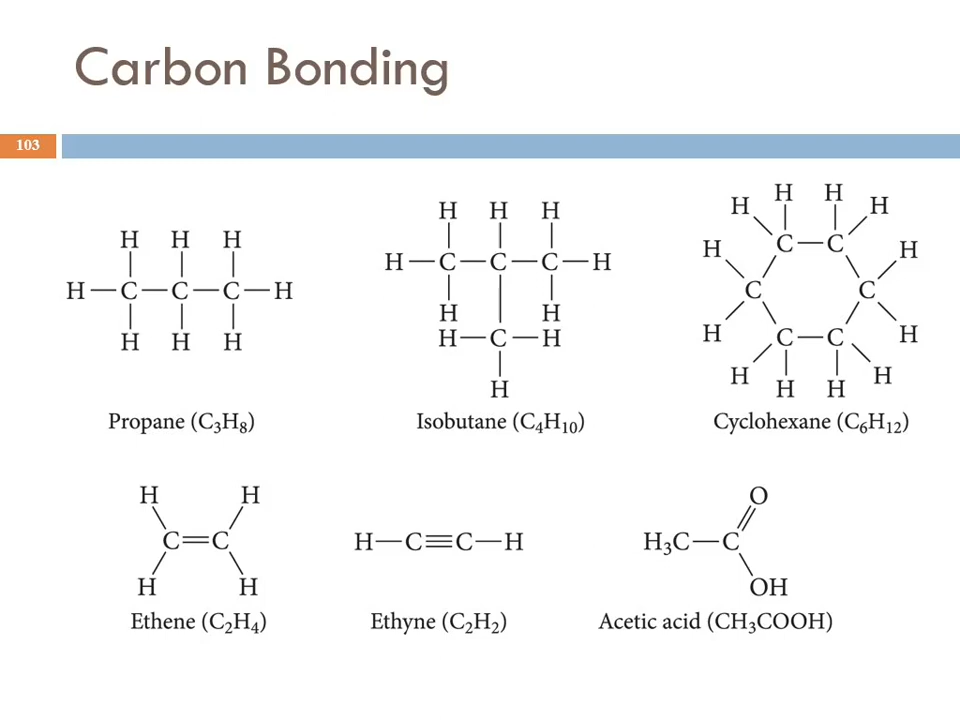 Carbon Bonding
103
H H H
H—C—C—C—H
H H H
Propane (C₃H₈)
H H H
H—C—C—C—H
H H
H—C—H
H
Isobutane (C₄H₁₀)
H H
H H
H C—C H
C C
H C—C H
H H
H H
Cyclohexane (C₆H₁₂)
H H
C=C
H H
Ethene (C₂H₄)
H—C≡C—H
Ethyne (C₂H₂)
O
H₃C—C
OH
Acetic acid (CH₃COOH)